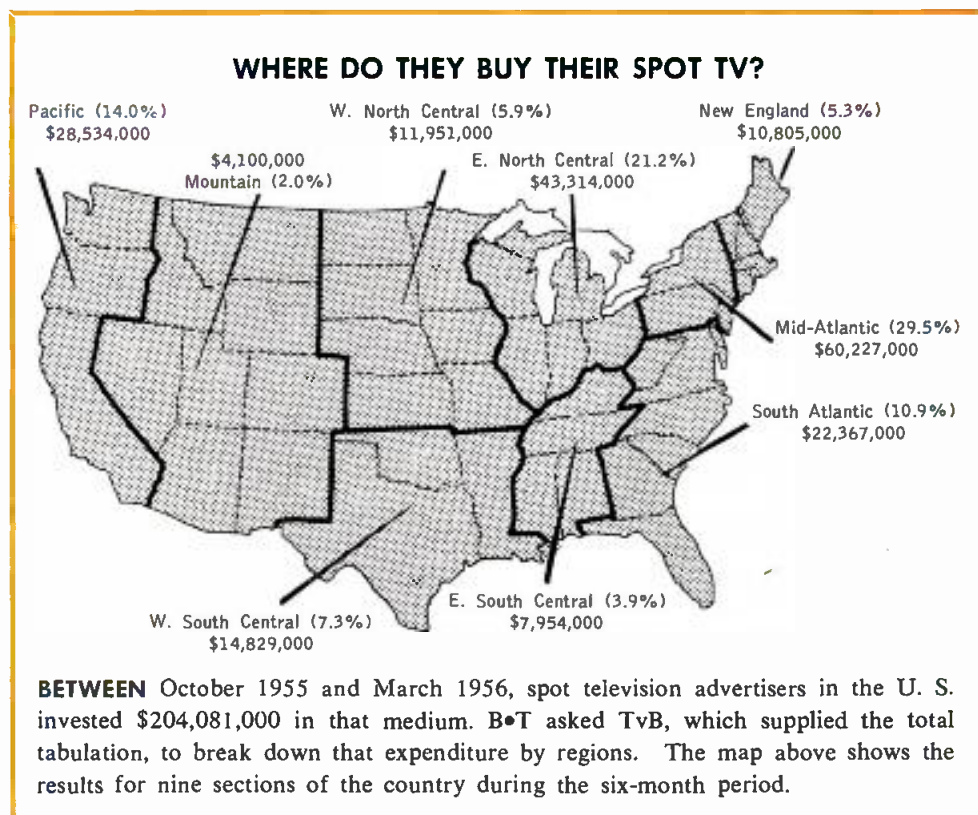 WHERE DO THEY BUY THEIR SPOT TV?
Pacific (14.0%)
$28,534,000
$4,100,000
Mountain (2.0%)
W. North Central (5.9%)
$11,951,000
E. North Central (21.2%)
$43,314,000
New England (5.3%)
$10,805,000
Mid-Atlantic (29.5%)
$60,227,000
South Atlantic (10.9%)
$22,367,000
W. South Central (7.3%)
$14,829,000
E. South Central (3.9%)
$7,954,000
BETWEEN October 1955 and March 1956, spot television advertisers in the U. S.
invested $204,081,000 in that medium. B•T asked TvB, which supplied the total
tabulation, to break down that expenditure by regions. The map above shows the
results for nine sections of the country during the six-month period.